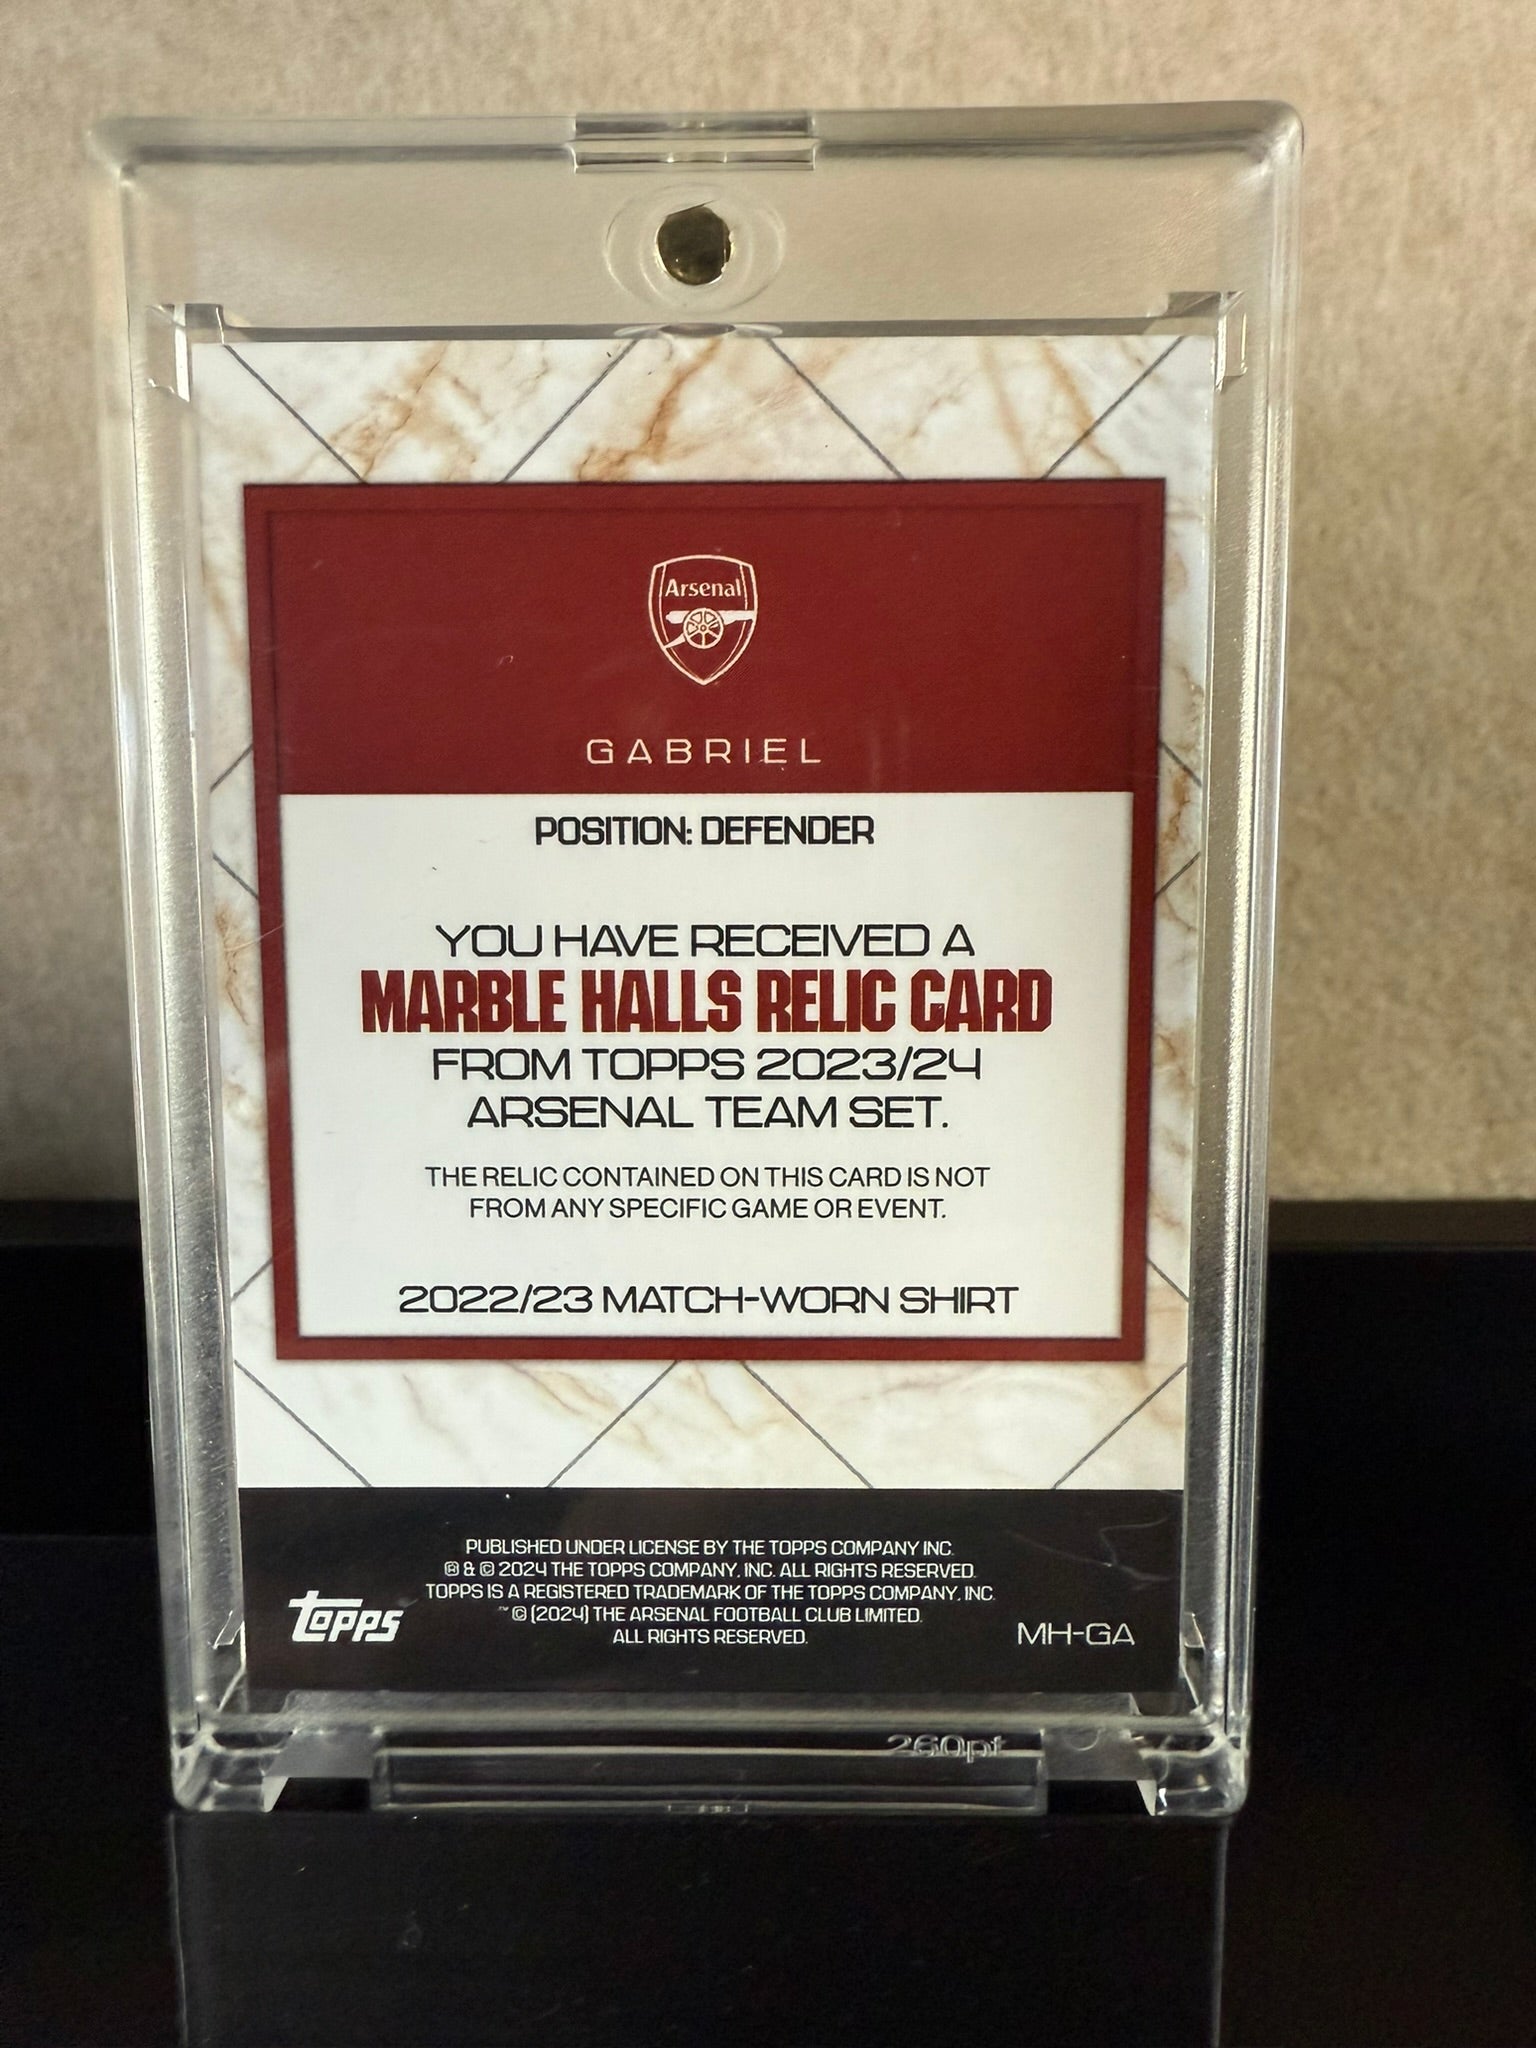 Arsenal
GABRIEL
POSITION: DEFENDER
YOU HAVE RECEIVED A
MARBLE HALLS RELIC CARD
FROM TOPPS 2023/24
ARSENAL TEAM SET.
THE RELIC CONTAINED ON THIS CARD IS NOT
FROM ANY SPECIFIC GAME OR EVENT.
2022/23 MATCH-WORN SHIRT
PUBLISHED UNDER LICENSE BY THE TOPPS COMPANY INC.
® & © 2024 THE TOPPS COMPANY, INC. ALL RIGHTS RESERVED.
TOPPS IS A REGISTERED TRADEMARK OF THE TOPPS COMPANY, INC.
™ © (2024) THE ARSENAL FOOTBALL CLUB LIMITED.
ALL RIGHTS RESERVED.
topps
MH-GA
260pt